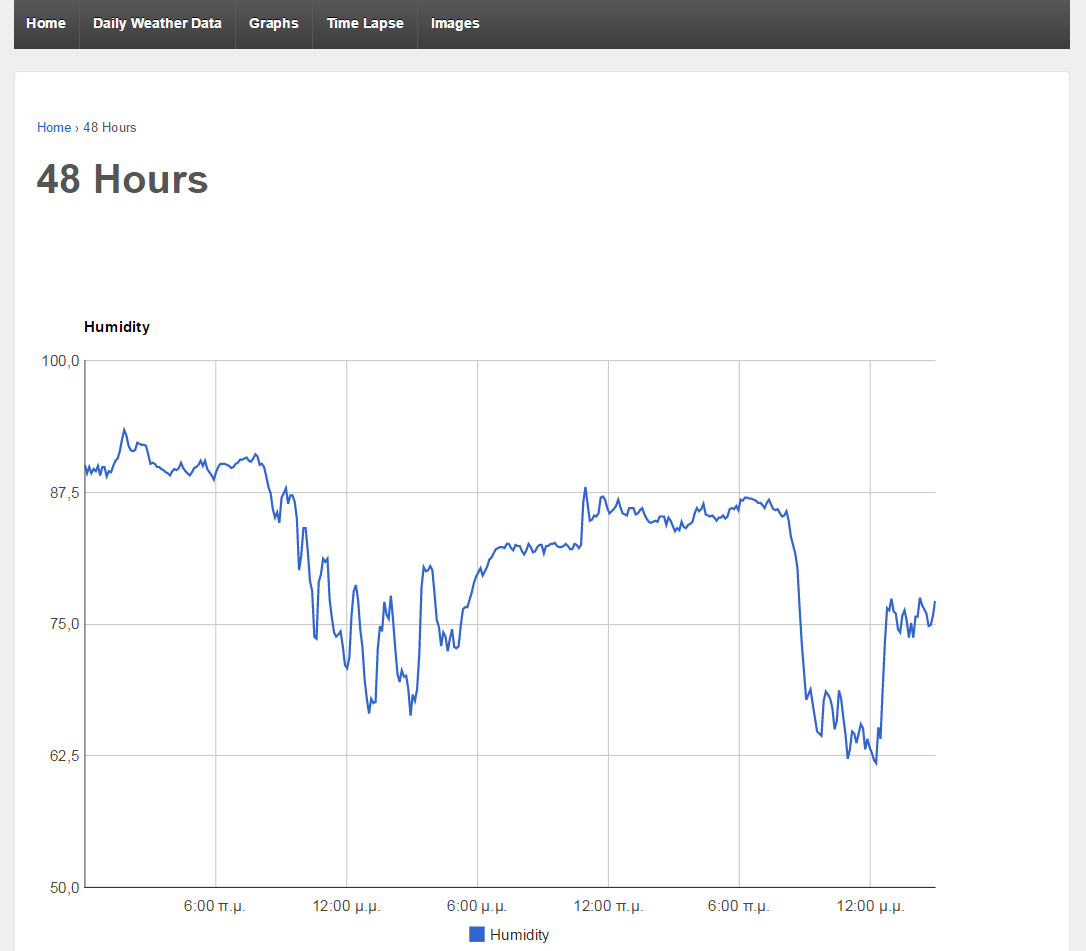 Home Daily Weather Data Graphs Time Lapse Images
Home › 48 Hours
48 Hours
Humidity
100,0
87,5
75,0
62,5
50,0
6:00 π.μ. 12:00 μ.μ. 6:00 μ.μ. 12:00 π.μ. 6:00 π.μ. 12:00 μ.μ.
Humidity